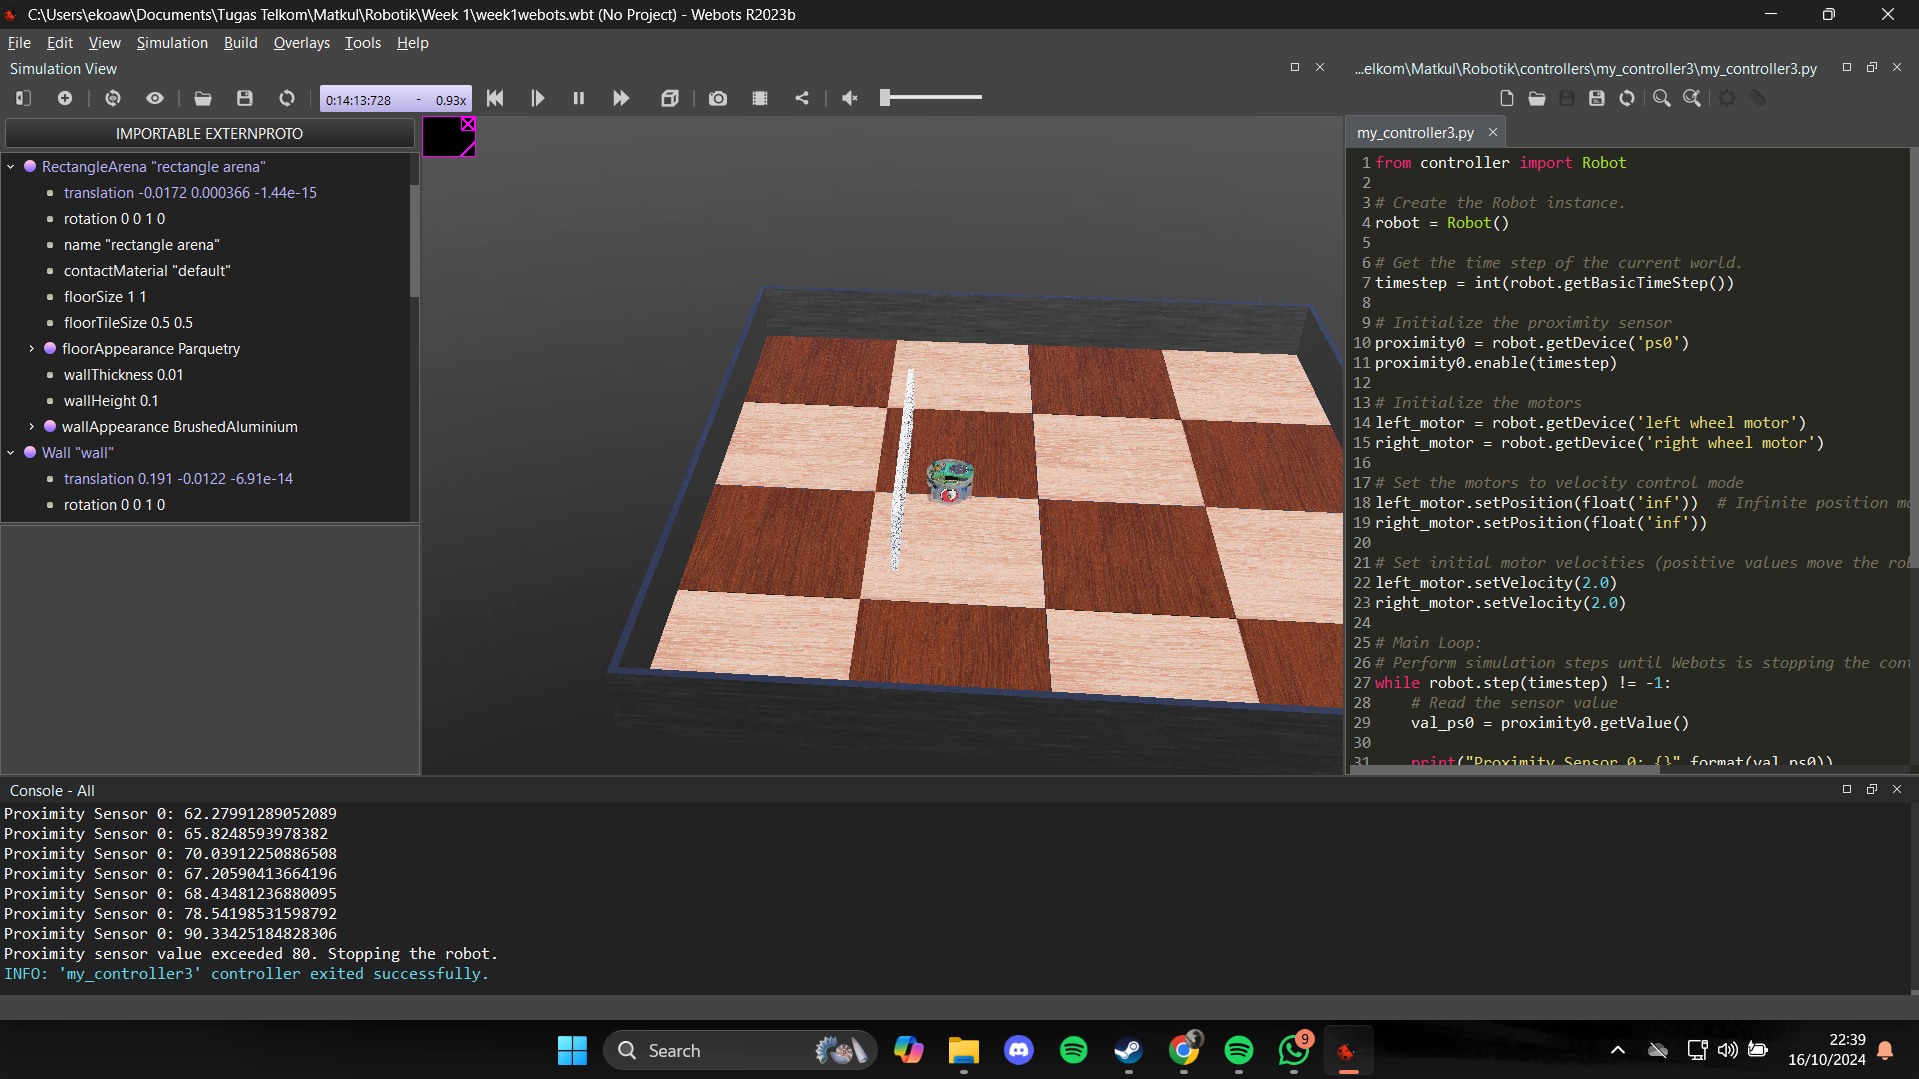 C:\Users\ekoaw\Documents\Tugas Telkom\Matkul\Robotik\Week 1\week1webots.wbt (No Project) - Webots R2023b
File Edit View Simulation Build Overlays Tools Help
Simulation View
0:14:13:728 - 0.93x
IMPORTABLE EXTERNPROTO
RectangleArena "rectangle arena"
translation -0.0172 0.000366 -1.44e-15
rotation 0 0 1 0
name "rectangle arena"
contactMaterial "default"
floorSize 1 1
floorTileSize 0.5 0.5
floorAppearance Parquetry
wallThickness 0.01
wallHeight 0.1
wallAppearance BrushedAluminium
Wall "wall"
translation 0.191 -0.0122 -6.91e-14
rotation 0 0 1 0
...elkom\Matkul\Robotik\controllers\my_controller3\my_controller3.py
my_controller3.py
1 from controller import Robot
2
3 # Create the Robot instance.
4 robot = Robot()
5
6 # Get the time step of the current world.
7 timestep = int(robot.getBasicTimeStep())
8
9 # Initialize the proximity sensor
10 proximity0 = robot.getDevice('ps0')
11 proximity0.enable(timestep)
12
13 # Initialize the motors
14 left_motor = robot.getDevice('left wheel motor')
15 right_motor = robot.getDevice('right wheel motor')
16
17 # Set the motors to velocity control mode
18 left_motor.setPosition(float('inf')) # Infinite position mo
19 right_motor.setPosition(float('inf'))
20
21 # Set initial motor velocities (positive values move the rob
22 left_motor.setVelocity(2.0)
23 right_motor.setVelocity(2.0)
24
25 # Main Loop:
26 # Perform simulation steps until Webots is stopping the cont
27 while robot.step(timestep) != -1:
28 # Read the sensor value
29 val_ps0 = proximity0.getValue()
30
31 print("Proximity Sensor 0: {}".format(val_ps0))
Console - All
Proximity Sensor 0: 62.27991289052089
Proximity Sensor 0: 65.8248593978382
Proximity Sensor 0: 70.03912250886508
Proximity Sensor 0: 67.20590413664196
Proximity Sensor 0: 68.43481236880095
Proximity Sensor 0: 78.54198531598792
Proximity Sensor 0: 90.33425184828306
Proximity sensor value exceeded 80. Stopping the robot.
INFO: 'my_controller3' controller exited successfully.
Search
9
22:39
16/10/2024